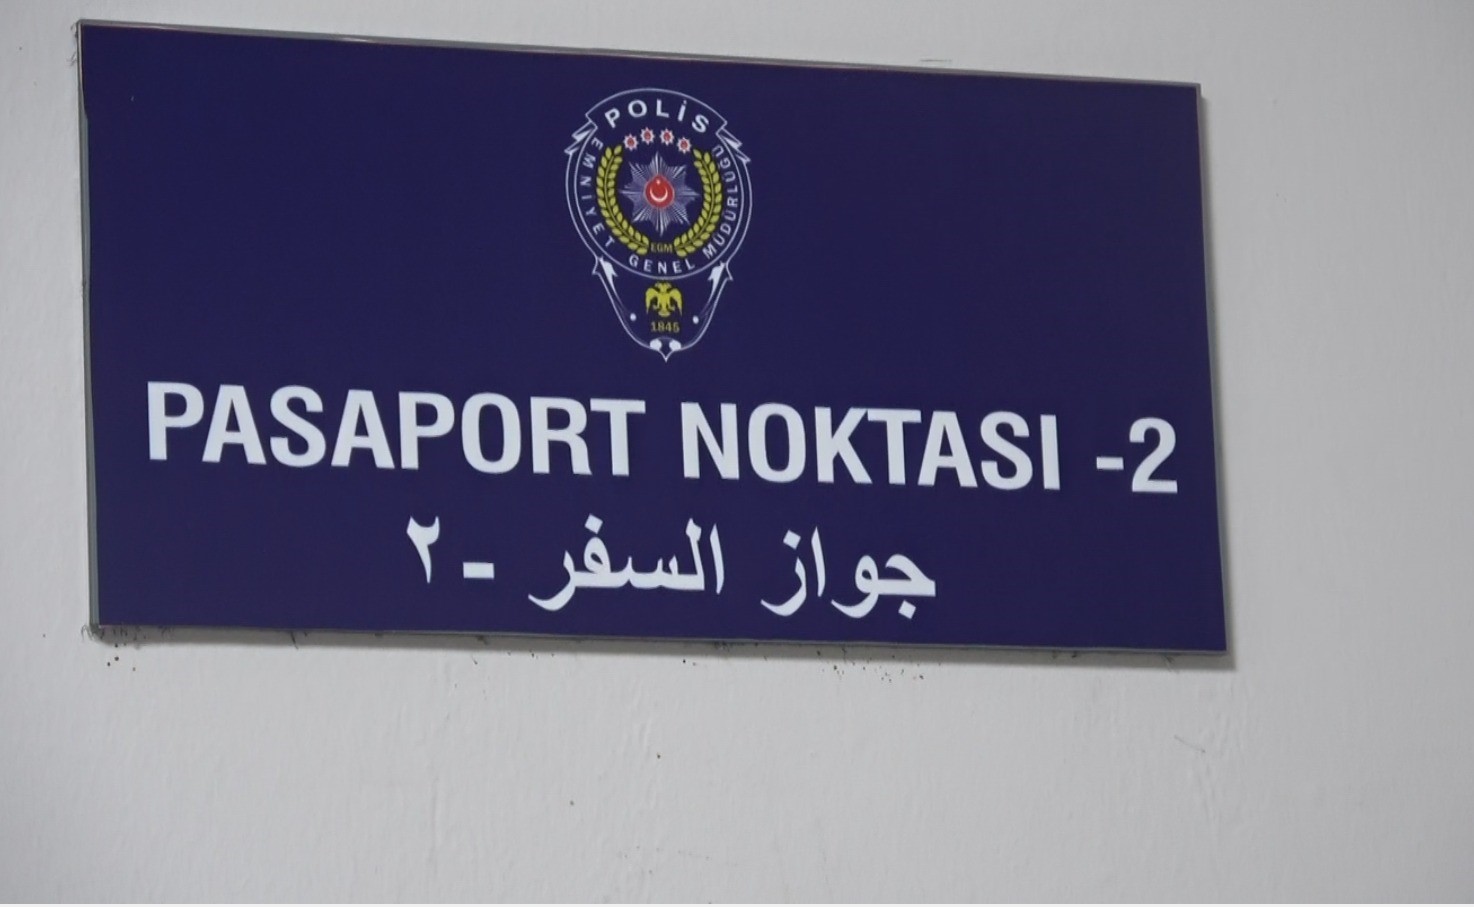 POLİS
EMNİYET GENEL MÜDÜRLÜĞÜ
EGM
1845
PASAPORT NOKTASI -2
جواز السفر -٢